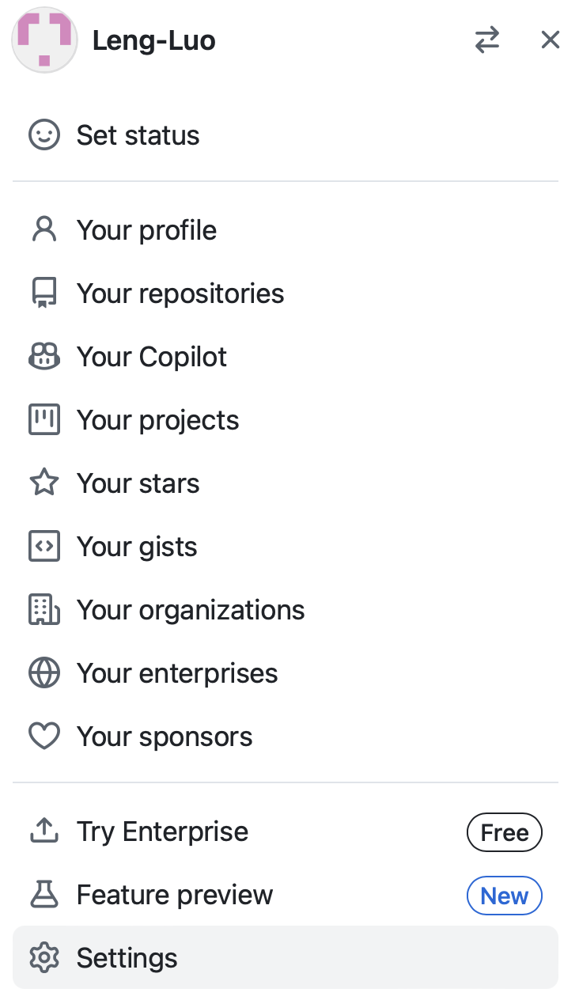 Leng-Luo
Set status
Your profile
Your repositories
Your Copilot
Your projects
Your stars
Your gists
Your organizations
Your enterprises
Your sponsors
Try Enterprise Free
Feature preview New
Settings